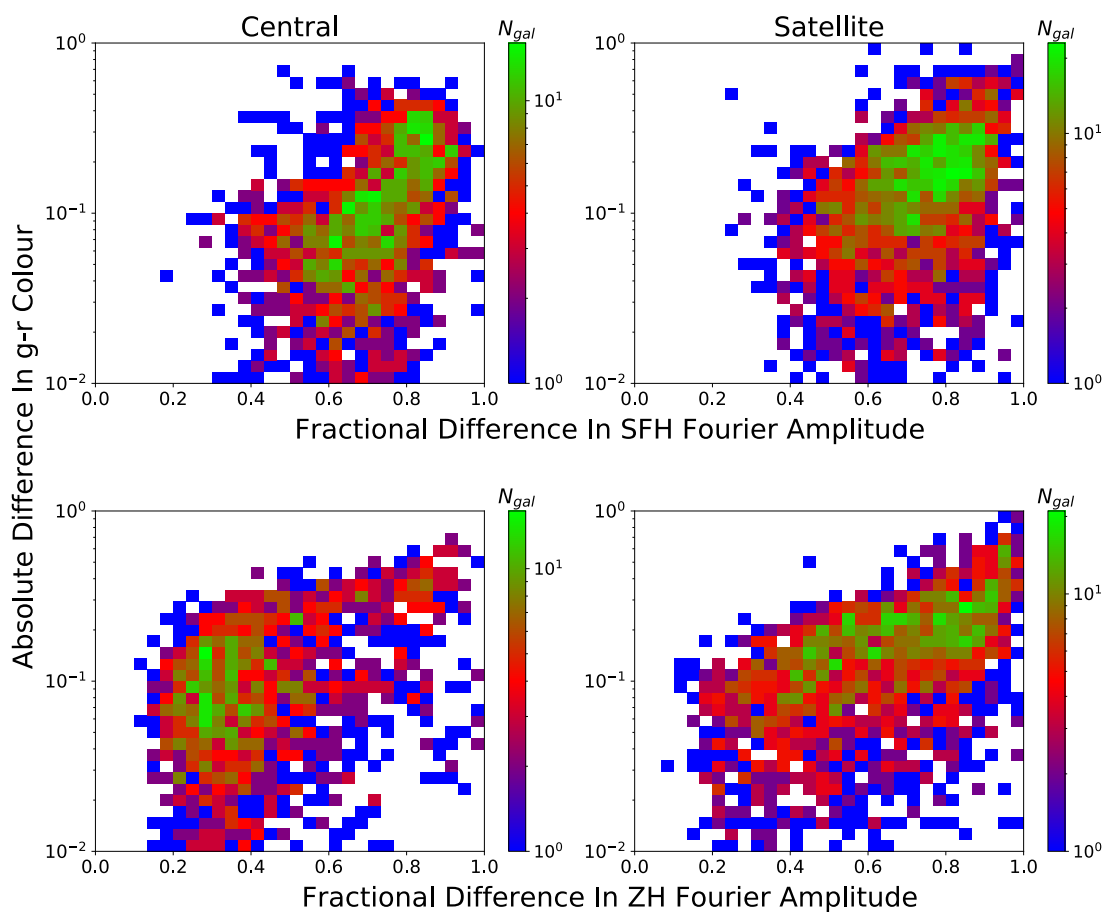 Central
Satellite
N_gal
N_gal
10^0
10^-1
10^-2
0.0 0.2 0.4 0.6 0.8 1.0
10^1
10^0
10^0
10^-1
10^-2
0.0 0.2 0.4 0.6 0.8 1.0
10^1
10^0
Fractional Difference In SFH Fourier Amplitude
Absolute Difference In g-r Colour
N_gal
N_gal
10^0
10^-1
10^-2
0.0 0.2 0.4 0.6 0.8 1.0
10^1
10^0
10^0
10^-1
10^-2
0.0 0.2 0.4 0.6 0.8 1.0
10^1
10^0
Fractional Difference In ZH Fourier Amplitude